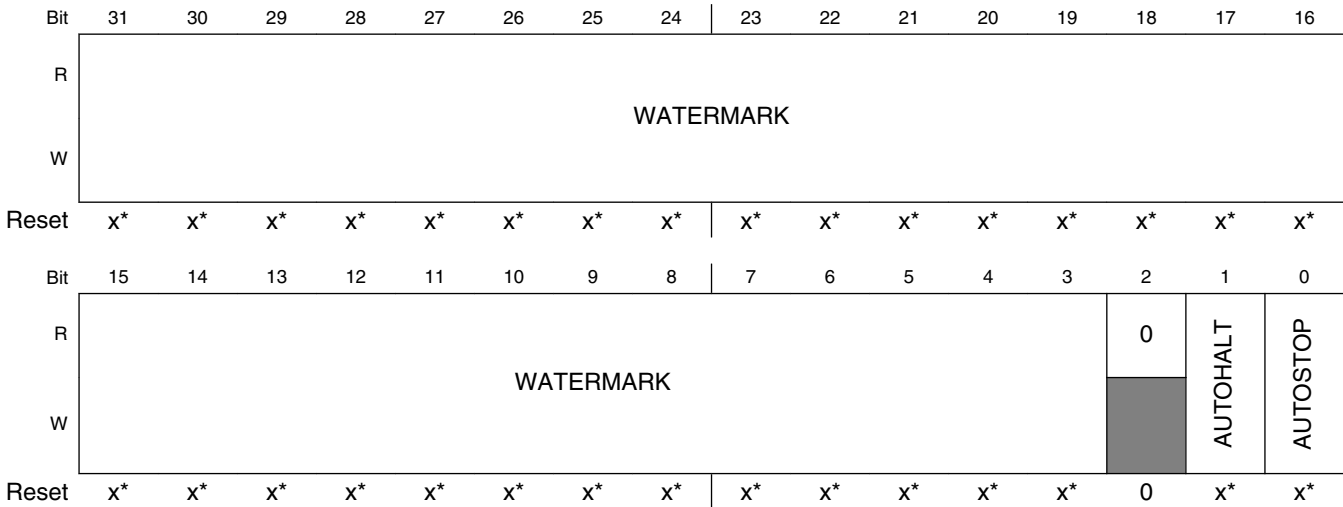 Bit 31 30 29 28 27 26 25 24 23 22 21 20 19 18 17 16
R
WATERMARK
W
Reset x* x* x* x* x* x* x* x* x* x* x* x* x* x* x* x*
Bit 15 14 13 12 11 10 9 8 7 6 5 4 3 2 1 0
R 0
WATERMARK
AUTOHALT
AUTOSTOP
W
Reset x* x* x* x* x* x* x* x* x* x* x* x* x* 0 x* x*